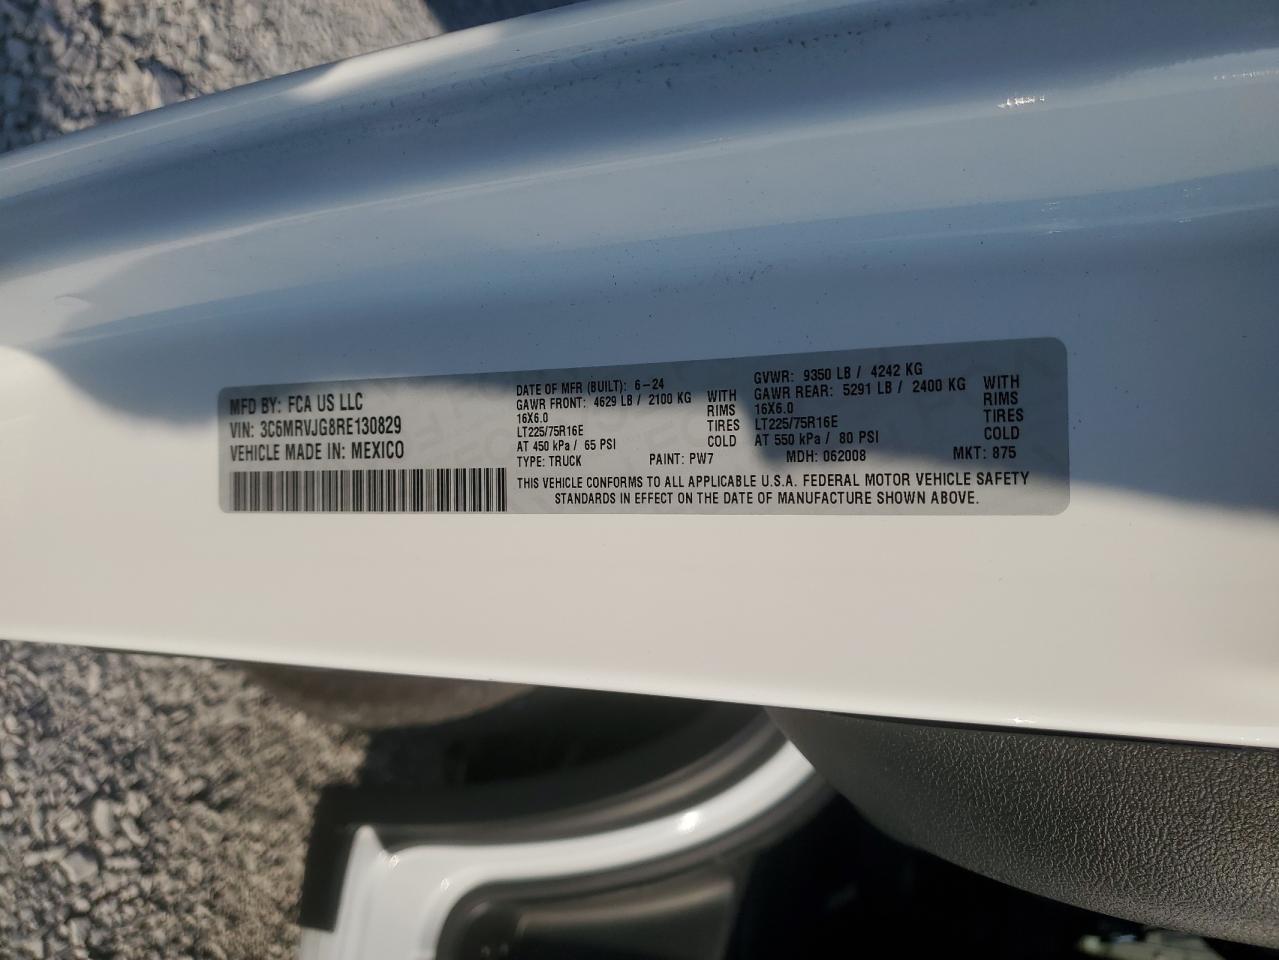 MFD BY: FCA US LLC
VIN: 3C6MRVJG8RE130829
VEHICLE MADE IN: MEXICO
DATE OF MFR (BUILT): 6-24
GAWR FRONT: 4629 LB / 2100 KG WITH
16X6.0 RIMS
LT225/75R16E TIRES
AT 450 kPa / 65 PSI COLD
GVWR: 9350 LB / 4242 KG
GAWR REAR: 5291 LB / 2400 KG WITH
16X6.0 RIMS
LT225/75R16E TIRES
AT 550 kPa / 80 PSI COLD
TYPE: TRUCK PAINT: PW7 MDH: 062008 MKT: 875
THIS VEHICLE CONFORMS TO ALL APPLICABLE U.S.A. FEDERAL MOTOR VEHICLE SAFETY
STANDARDS IN EFFECT ON THE DATE OF MANUFACTURE SHOWN ABOVE.